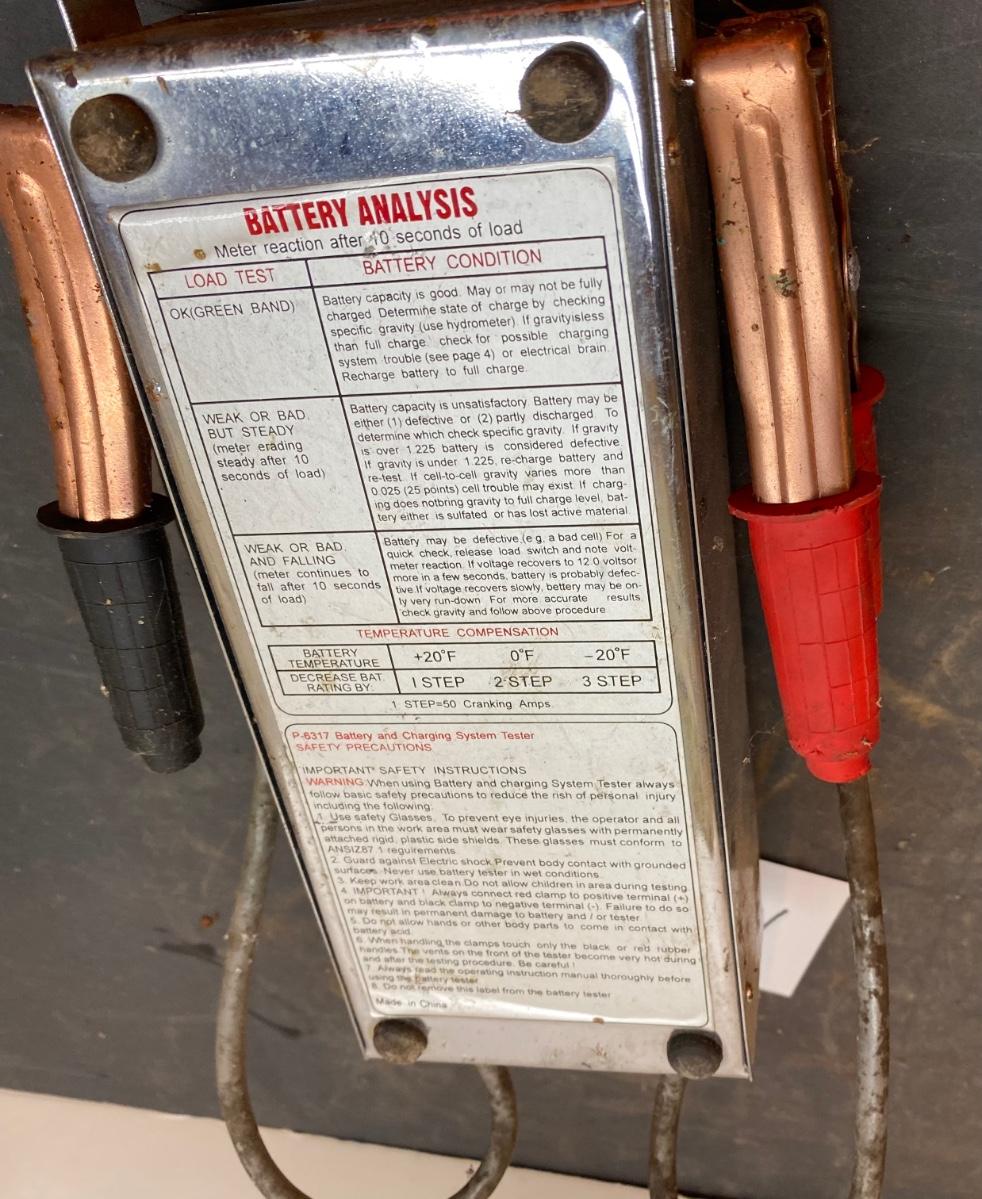 BATTERY ANALYSIS
Meter reaction after 10 seconds of load
LOAD TEST
BATTERY CONDITION
OK(GREEN BAND)
Battery capacity is good. May or may not be fully
charged. Determine state of charge by checking
specific gravity (use hydrometer). If gravityisless
than full charge. check for possible charging
system trouble (see page 4) or electrical brain.
Recharge battery to full charge.
WEAK OR BAD,
BUT STEADY
(meter erading
steady after 10
seconds of load)
Battery capacity is unsatisfactory. Battery may be
either (1) defective or (2) partly discharged. To
determine which check specific gravity. If gravity
is over 1.225 battery is considered defective.
If gravity is under 1.225, re-charge battery and
re-test. If cell-to-cell gravity varies more than
0.025 (25 points) cell trouble may exist. If charg-
ing does notbring gravity to full charge level, bat-
tery either is sulfated or has lost active material.
WEAK OR BAD,
AND FALLING
(meter continues to
fall after 10 seconds
of load)
Battery may be defective,(e.g. a bad cell) For a
quick check, release load switch and note volt-
meter reaction. If voltage recovers to 12.0 voltsor
more in a few seconds, battery is probably defec-
tive.If voltage recovers slowly, bettery may be on-
ly very run-down. For more accurate results,
check gravity and follow above procedure.
TEMPERATURE COMPENSATION
BATTERY
TEMPERATURE
+20°F 0°F -20°F
DECREASE BAT.
RATING BY:
1 STEP 2 STEP 3 STEP
1 STEP=50 Cranking Amps.
P-6317 Battery and Charging System Tester
SAFETY PRECAUTIONS
IMPORTANT" SAFETY INSTRUCTIONS
WARNING:When using Battery and charging System Tester always
follow basic safety precautions to reduce the rish of personal injury
including the following:
1. Use safety Glasses. To prevent eye injuries, the operator and all
persons in the work area must wear safety glasses with permanently
attached rigid, plastic side shields. These glasses must conform to
ANSIZ87.1 requirements.
2. Guard against Electric shock.Prevent body contact with grounded
surfaces. Never use battery tester in wet conditions.
3. Keep work area clean.Do not allow children in area during testing.
4. IMPORTANT! Always connect red clamp to positive terminal (+)
on battery and black clamp to negative terminal (-). Failure to do so
may result in permanent damage to battery and / or tester.
5. Do not allow hands or other body parts to come in contact with
battery acid.
6. When handling the clamps touch only the black or red rubber
handles.The vents on the front of the tester become very hot during
and after the testing procedure. Be careful!
7. Always read the operating instruction manual thoroughly before
using the battery tester.
8. Do not remove this label from the battery tester.
Made in China